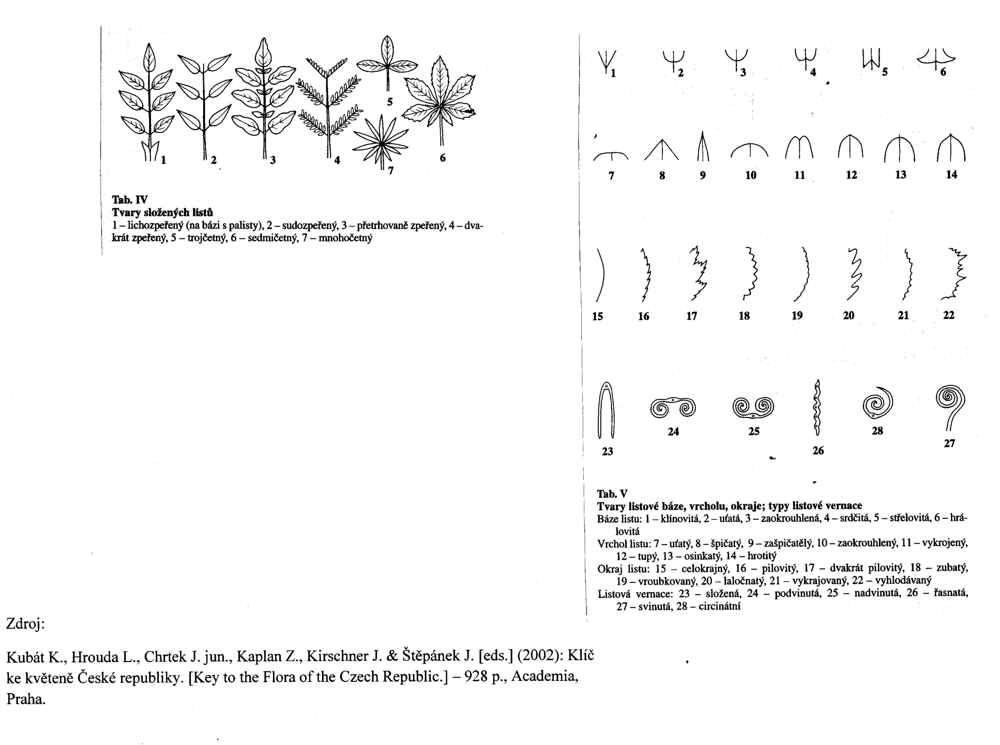 1 2 3 4 5 6 7
Tab. IV
Tvary složených listů
1 – lichozpeřený (na bázi s palisty), 2 – sudozpeřený, 3 – přetrhovaně zpeřený, 4 – dva-
krát zpeřený, 5 – trojčetný, 6 – sedmičetný, 7 – mnohočetný
1 2 3 4 5 6
7 8 9 10 11 12 13 14
15 16 17 18 19 20 21 22
23 24 25 26 28 27
Tab. V
Tvary listové báze, vrcholu, okraje; typy listové vernace
Báze listu: 1 – klínovitá, 2 – uťatá, 3 – zaokrouhlená, 4 – srdčitá, 5 – střelovitá, 6 – hrá-
lovitá
Vrchol listu: 7 – uťatý, 8 – špičatý, 9 – zašpičatělý, 10 – zaokrouhlený, 11 – vykrojený,
12 – tupý, 13 – osinkatý, 14 – hrotitý
Okraj listu: 15 – celokrajný, 16 – pilovitý, 17 – dvakrát pilovitý, 18 – zubatý,
19 – vroubkovaný, 20 – laločnatý, 21 – vykrajovaný, 22 – vyhlodávaný
Listová vernace: 23 – složená, 24 – podvinutá, 25 – nadvinutá, 26 – řasnatá,
27 – svinutá, 28 – circinátní
Zdroj:
Kubát K., Hrouda L., Chrtek J. jun., Kaplan Z., Kirschner J. & Štěpánek J. [eds.] (2002): Klíč
ke květeně České republiky. [Key to the Flora of the Czech Republic.] – 928 p., Academia,
Praha.